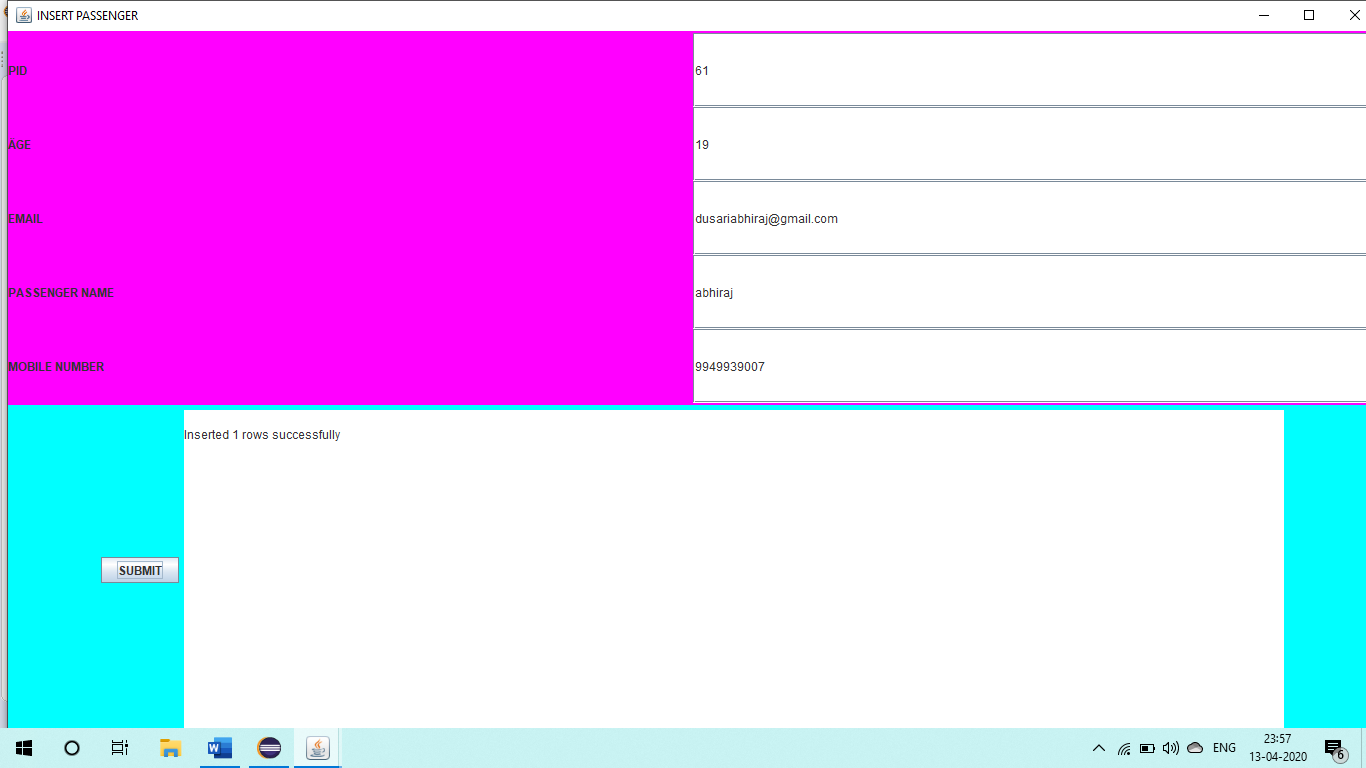 INSERT PASSENGER
PID 61
ÄGE 19
EMAIL dusariabhiraj@gmail.com
PASSENGER NAME abhiraj
MOBILE NUMBER 9949939007
Inserted 1 rows successfully
SUBMIT
ENG 23:57
13-04-2020
6